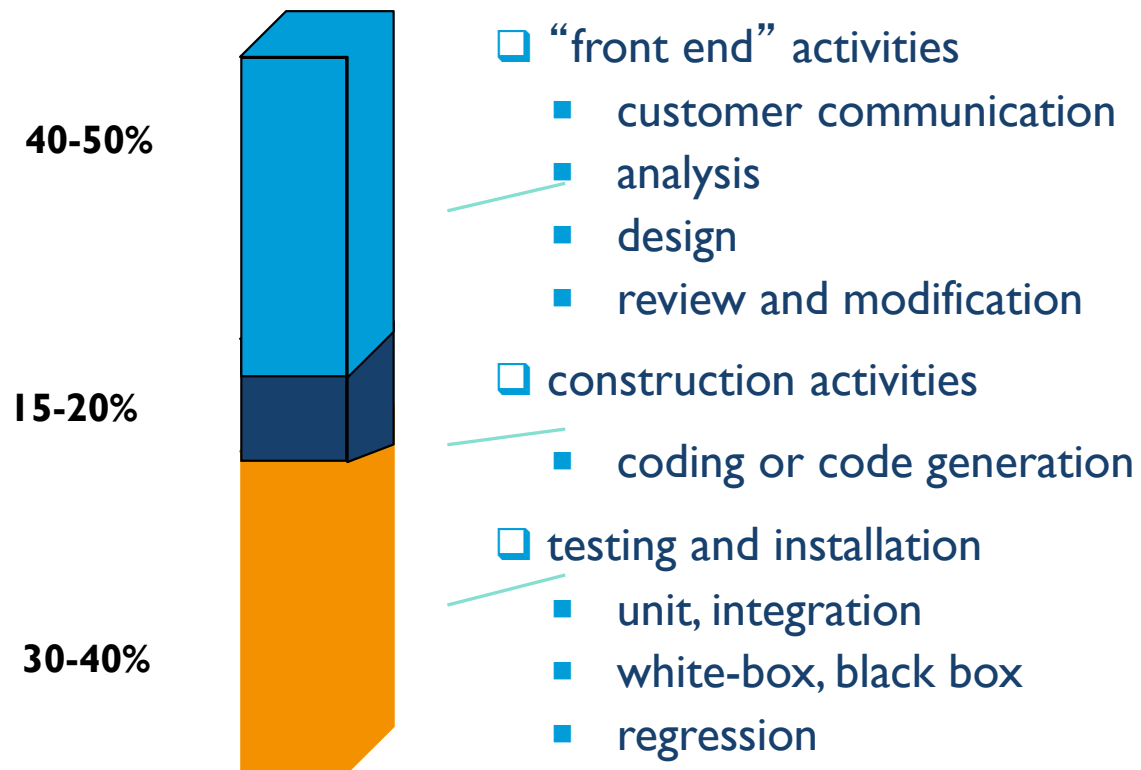 “front end” activities
customer communication
40-50%
analysis
design
review and modification
construction activities
15-20%
coding or code generation
testing and installation
unit, integration
30-40%
white-box, black box
regression